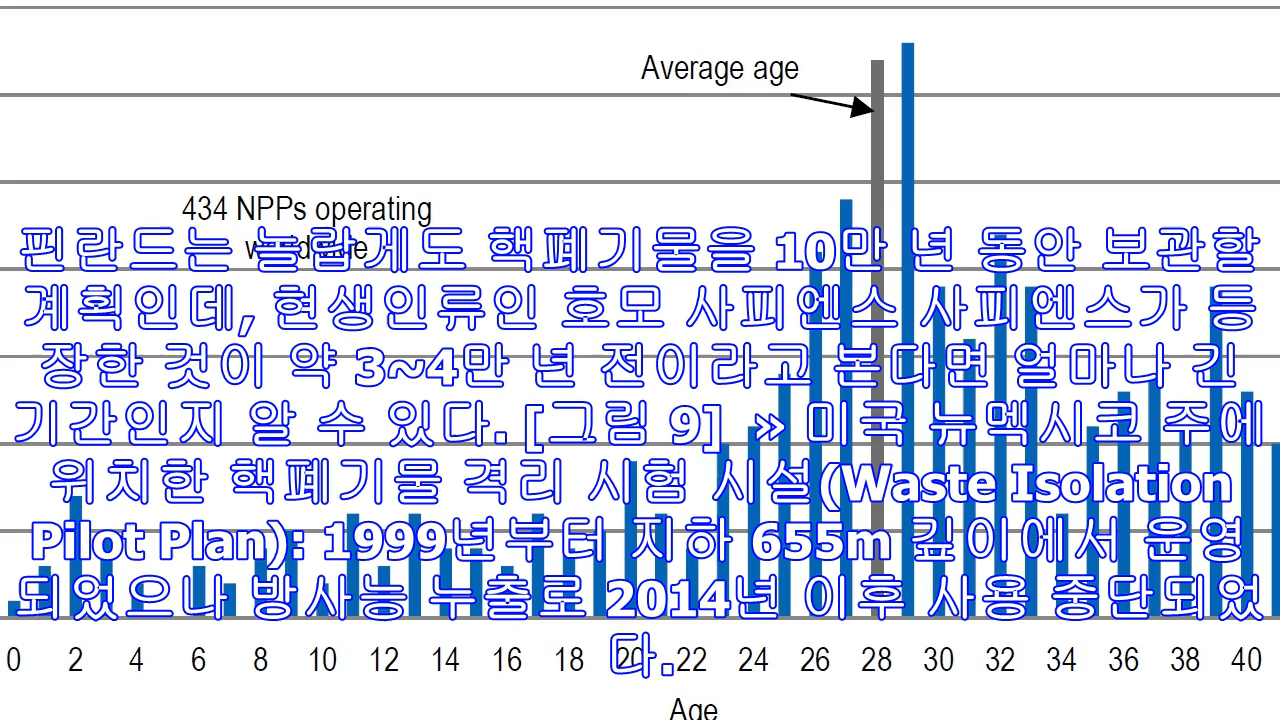 Average age
434 NPPs operating
worldwide
핀란드는 놀랍게도 핵폐기물을 10만 년 동안 보관할
계획인데, 현생인류인 호모 사피엔스 사피엔스가 등
장한 것이 약 3~4만 년 전이라고 본다면 얼마나 긴
기간인지 알 수 있다. [그림 9] » 미국 뉴멕시코 주에
위치한 핵폐기물 격리 시험 시설(Waste Isolation
Pilot Plan): 1999년부터 지하 655m 깊이에서 운영
되었으나 방사능 누출로 2014년 이후 사용 중단되었
다.
0 2 4 6 8 10 12 14 16 18 20 22 24 26 28 30 32 34 36 38 40
Age